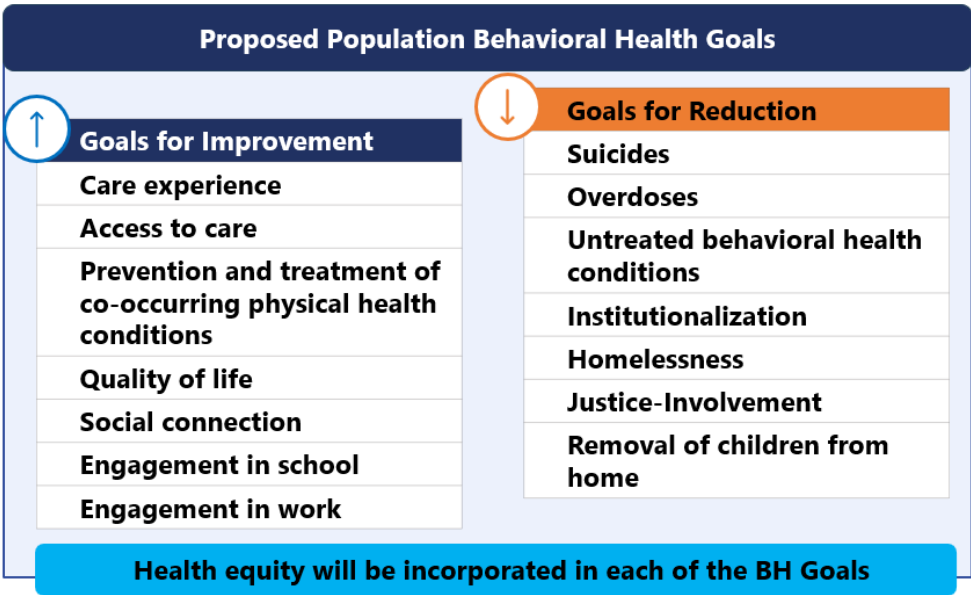 Proposed Population Behavioral Health Goals
Goals for Improvement
Care experience
Access to care
Prevention and treatment of
co-occurring physical health
conditions
Quality of life
Social connection
Engagement in school
Engagement in work
Goals for Reduction
Suicides
Overdoses
Untreated behavioral health
conditions
Institutionalization
Homelessness
Justice-Involvement
Removal of children from
home
Health equity will be incorporated in each of the BH Goals